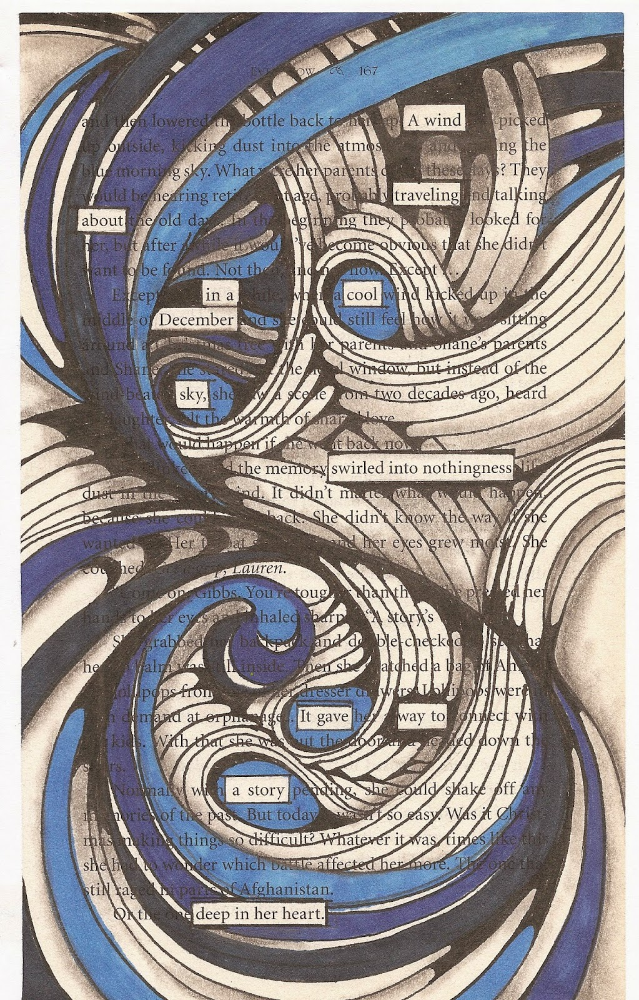 167
and then lowered the bottle back to her A wind picked
up outside, kicking dust into the and ing the
blue morning sky. What were her parents these days? They
would be nearing age, probably traveling and talking
about the old days. In the beginning they probably looked for
her, but after awhile it would've become obvious that she didn't
want to be found. Not then, and not now. Except . . .
Except in a while, when a cool wind kicked up in the
middle of December and she could still feel how it was sitting
around a Christmas tree with her parents and Shane's parents
and Shane. She stared out the window, but instead of the
wind-beaten sky, she saw a scene from two decades ago, heard
laughter, felt the warmth of shared love.
What would happen if she went back now?
the memory swirled into nothingness like
dust in the wind. It didn't matter what would happen,
because she couldn't back. She didn't know the way if she
wanted Her throat and her eyes grew moist. She
coughed. Get a grip, Lauren.
"Come on, Gibbs. You're tougher than this." She pressed her
hands to her eyes and inhaled sharply. "A story's
She grabbed her backpack and double-checked to see that
her balm was still inside. Then she snatched a bag of
lollipops from her dresser drawers. Lollipops were in
high demand at orphanages. It gave her a way to connect with
the kids. With that she was out the door and headed down the
stairs.
Normally with a story pending, she could shake off any
memories of the past. But today it wasn't so easy. Was it Christ-
mas making things so difficult? Whatever it was, times like this
she had to wonder which battle affected her more. The one that
still raged in parts of Afghanistan.
Or the one deep in her heart.